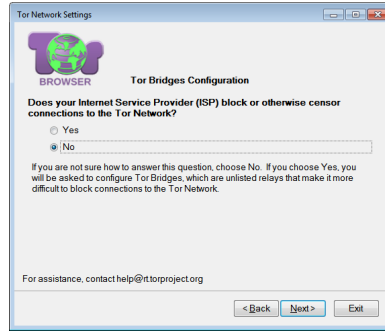 Tor Network Settings
Tor
BROWSER
Tor Bridges Configuration
Does your Internet Service Provider (ISP) block or otherwise censor
connections to the Tor Network?
Yes
No
If you are not sure how to answer this question, choose No. If you choose Yes, you
will be asked to configure Tor Bridges, which are unlisted relays that make it more
difficult to block connections to the Tor Network.
For assistance, contact help@rt.torproject.org
< Back
Next >
Exit